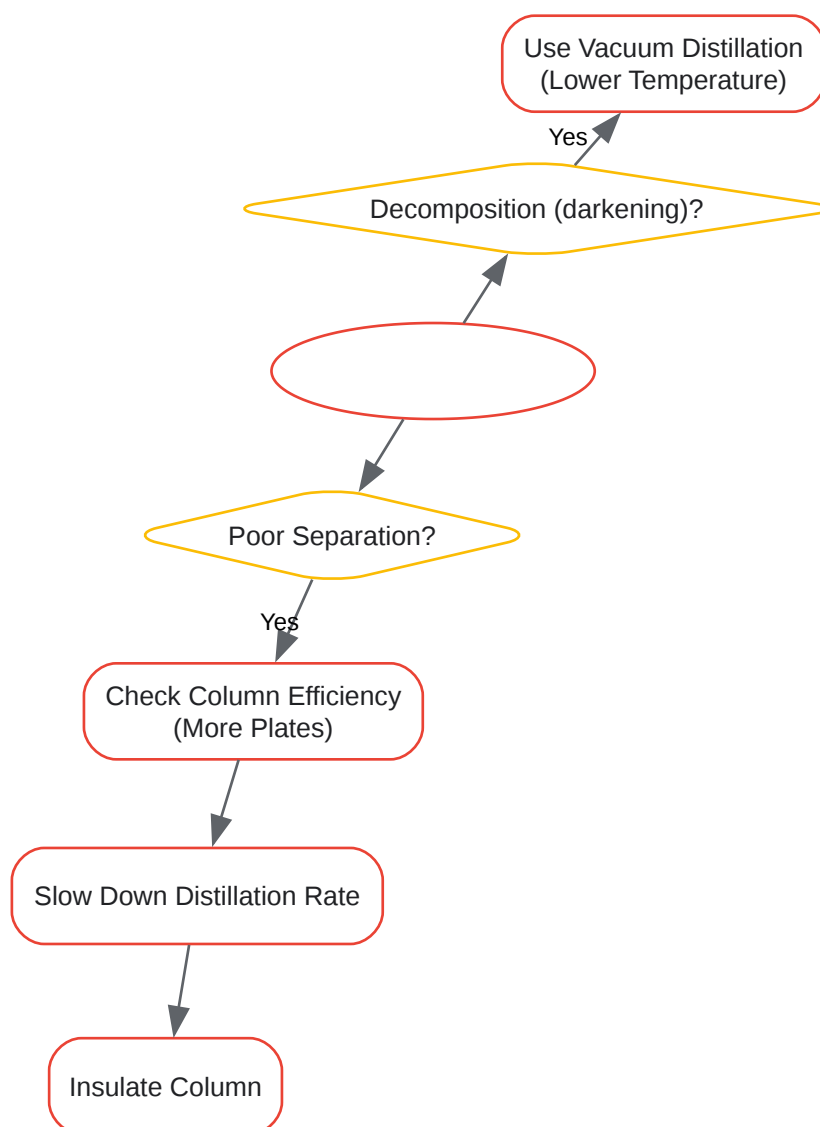 Use Vacuum Distillation
(Lower Temperature)
Yes
Decomposition (darkening)?
Poor Separation?
Yes
Check Column Efficiency
(More Plates)
Slow Down Distillation Rate
Insulate Column